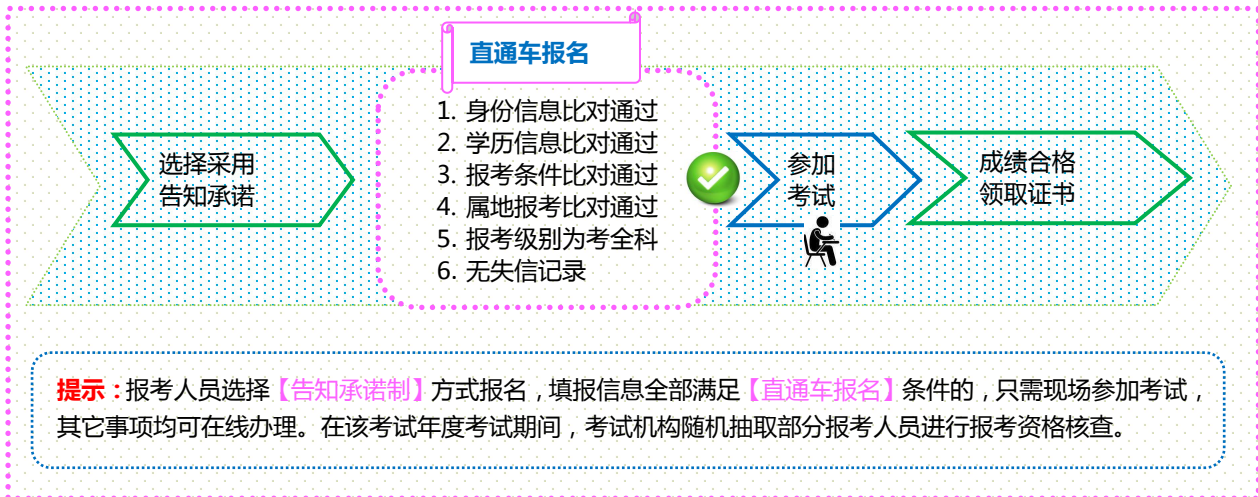 直通车报名
选择采用
告知承诺
1. 身份信息比对通过
2. 学历信息比对通过
3. 报考条件比对通过
4. 属地报考比对通过
5. 报考级别为考全科
6. 无失信记录
参加
考试
成绩合格
领取证书
提示：报考人员选择【告知承诺制】方式报名，填报信息全部满足【直通车报名】条件的，只需现场参加考试，
其它事项均可在线办理。在该考试年度考试期间，考试机构随机抽取部分报考人员进行报考资格核查。